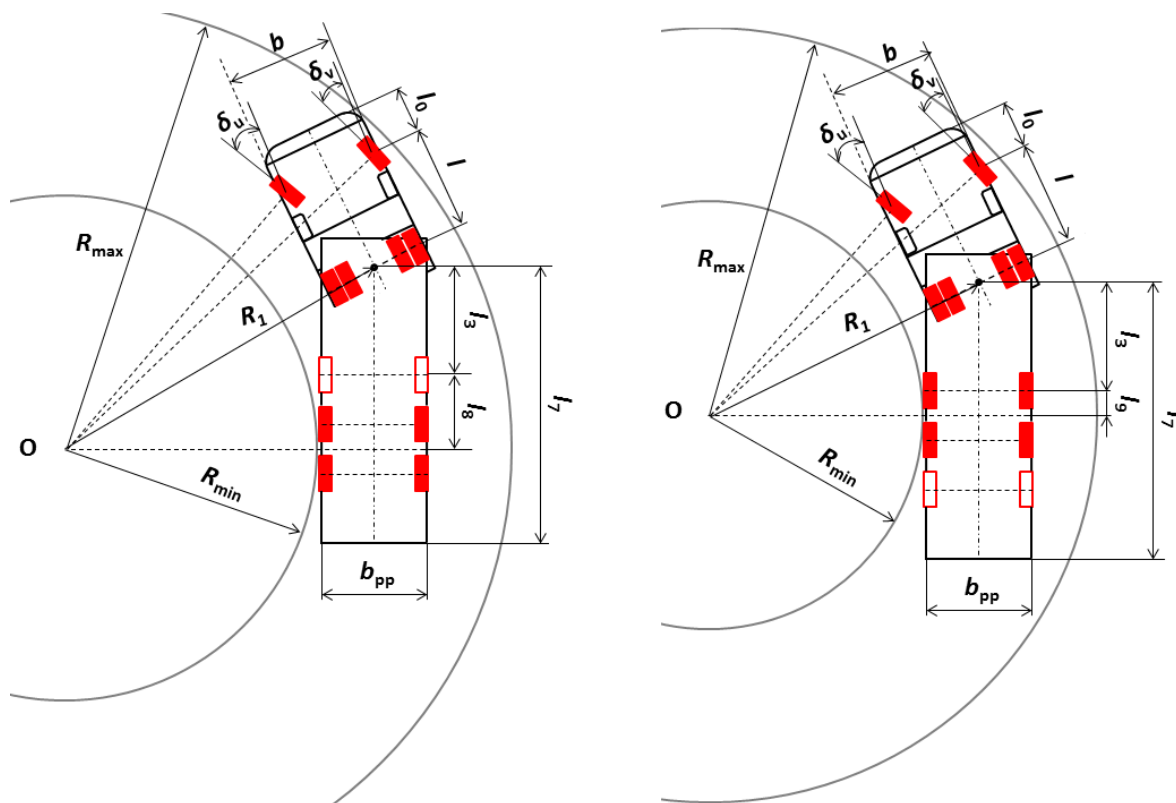 b
δv
δu
l0
l
Rmax
R1
l3
l8
l7
O
Rmin
bpp
b
δv
δu
l0
l
Rmax
R1
l3
l9
l7
O
Rmin
bpp